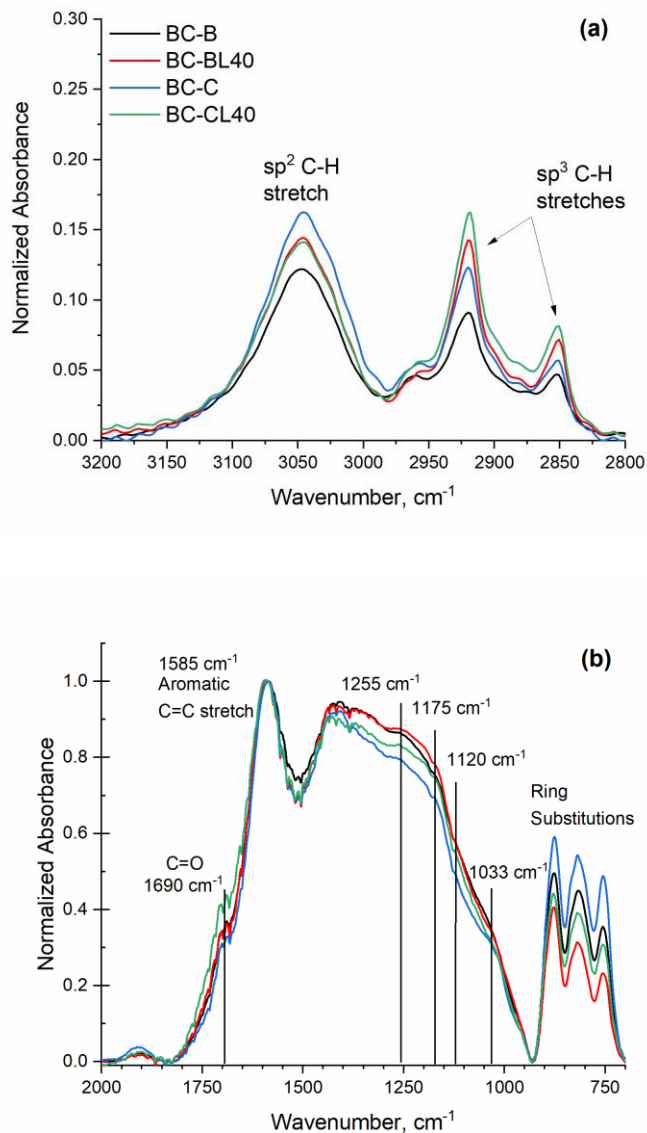 (a)
BC-B
BC-BL40
BC-C
BC-CL40
sp² C-H
stretch
sp³ C-H
stretches
Normalized Absorbance
0.30
0.25
0.20
0.15
0.10
0.05
0.00
3200 3150 3100 3050 3000 2950 2900 2850 2800
Wavenumber, cm⁻¹
(b)
1585 cm⁻¹
Aromatic
C=C stretch
1255 cm⁻¹
1175 cm⁻¹
1120 cm⁻¹
1033 cm⁻¹
C=O
1690 cm⁻¹
Ring
Substitutions
Normalized Absorbance
1.0
0.8
0.6
0.4
0.2
0.0
2000 1750 1500 1250 1000 750
Wavenumber, cm⁻¹